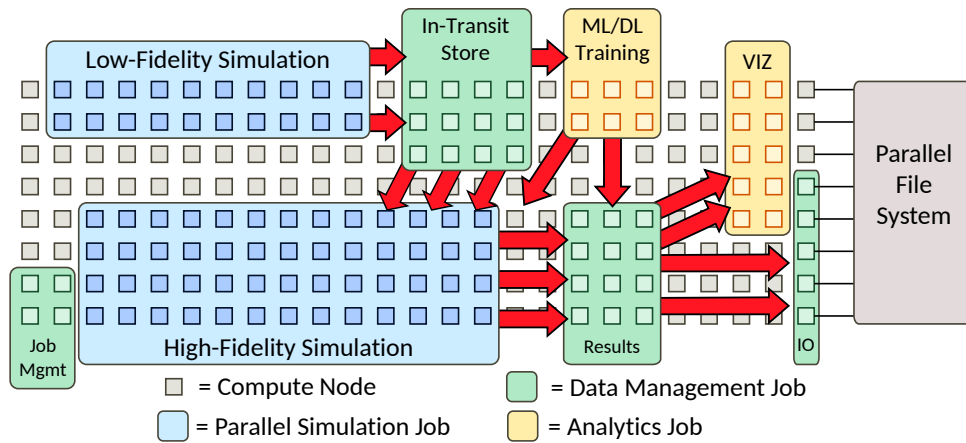 Low-Fidelity Simulation
In-Transit
Store
ML/DL
Training
VIZ
Parallel
File
System
Job
Mgmt
High-Fidelity Simulation
Results
IO
= Compute Node
= Data Management Job
= Parallel Simulation Job
= Analytics Job